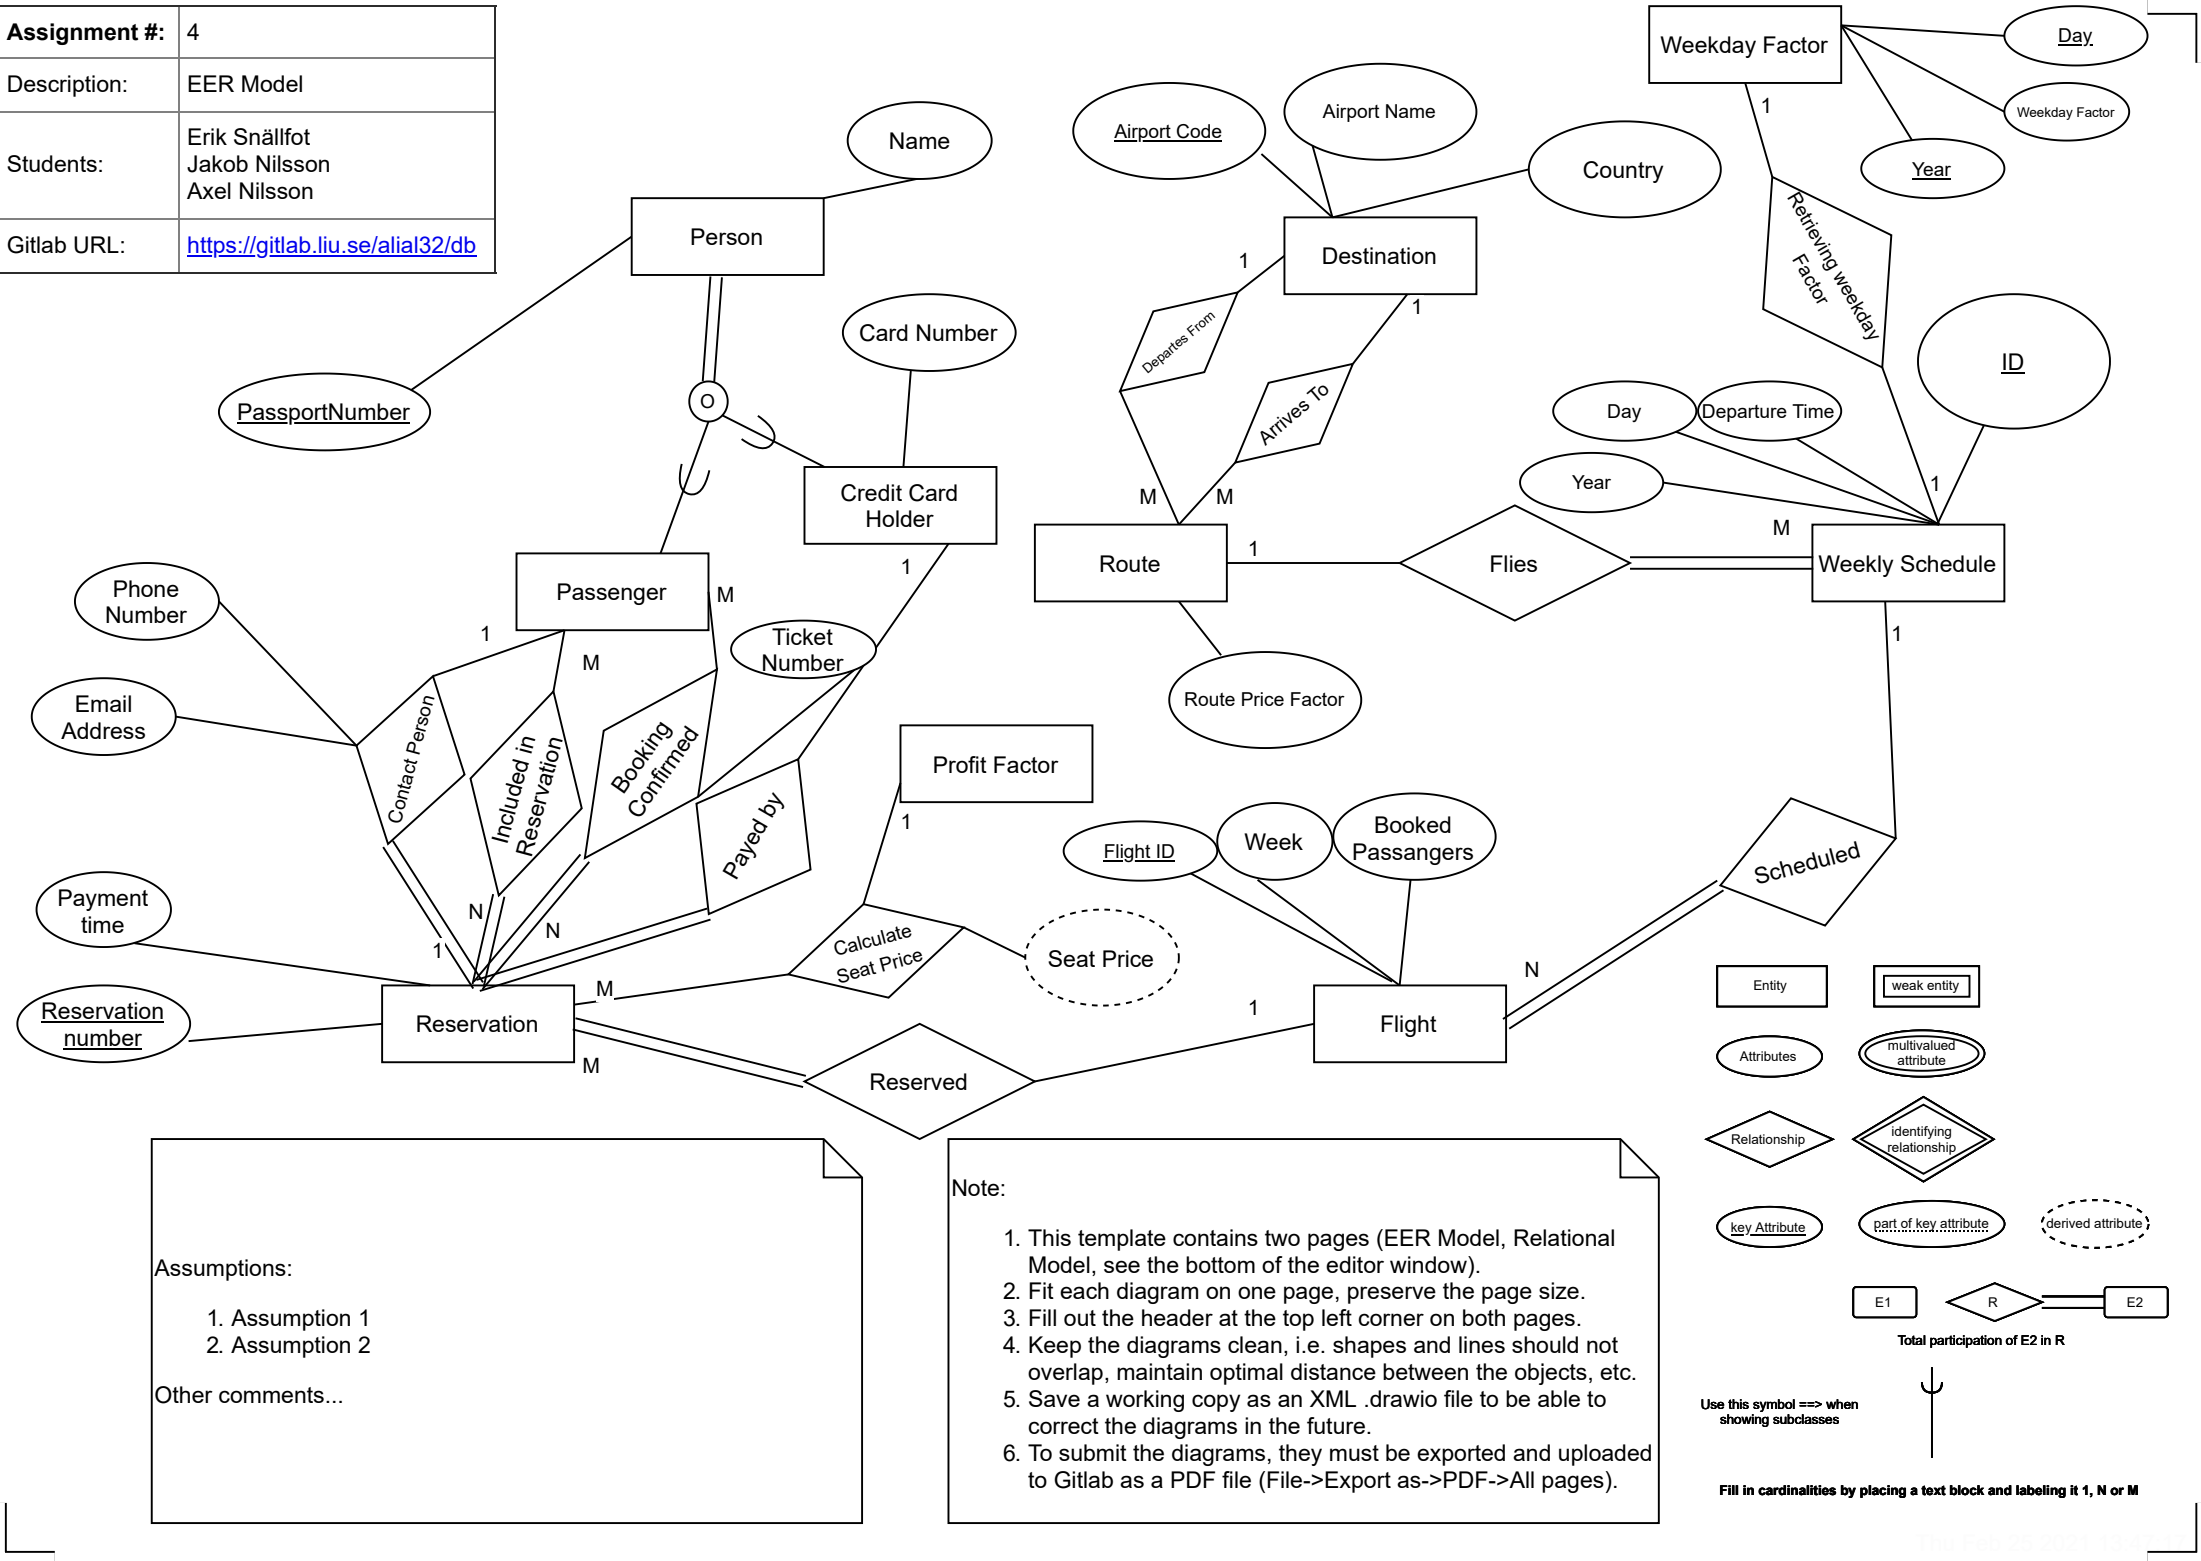 Assignment #: 4
Description: EER Model
Students:
Erik Snällfot
Jakob Nilsson
Axel Nilsson
Gitlab URL: https://gitlab.liu.se/alial32/db
Name
Person
PassportNumber
O
Card Number
Credit Card
Holder
1
Passenger
M
1
M
Phone
Number
Email
Address
Ticket
Number
Contact Person
Included in
Reservation
Booking
Confirmed
Payed by
Payment
time
Reservation
number
1
N
N
Reservation
M
M
Profit Factor
1
Calculate
Seat Price
Seat Price
Reserved
1
Airport Code
Airport Name
Country
Destination
1
1
Departes From
Arrives To
M
M
Route
1
Route Price Factor
Flies
M
Weekday Factor
Day
Weekday Factor
Year
1
Retrieving weekday
Factor
ID
Day
Departure Time
Year
1
Weekly Schedule
1
Scheduled
N
Flight ID
Week
Booked
Passangers
Flight
Entity
weak entity
Attributes
multivalued
attribute
Relationship
identifying
relationship
key Attribute
part of key attribute
derived attribute
E1
R
E2
Total participation of E2 in R
Use this symbol ==> when
showing subclasses
Fill in cardinalities by placing a text block and labeling it 1, N or M
Assumptions:
1. Assumption 1
2. Assumption 2
Other comments...
Note:
1. This template contains two pages (EER Model, Relational
Model, see the bottom of the editor window).
2. Fit each diagram on one page, preserve the page size.
3. Fill out the header at the top left corner on both pages.
4. Keep the diagrams clean, i.e. shapes and lines should not
overlap, maintain optimal distance between the objects, etc.
5. Save a working copy as an XML .drawio file to be able to
correct the diagrams in the future.
6. To submit the diagrams, they must be exported and uploaded
to Gitlab as a PDF file (File->Export as->PDF->All pages).